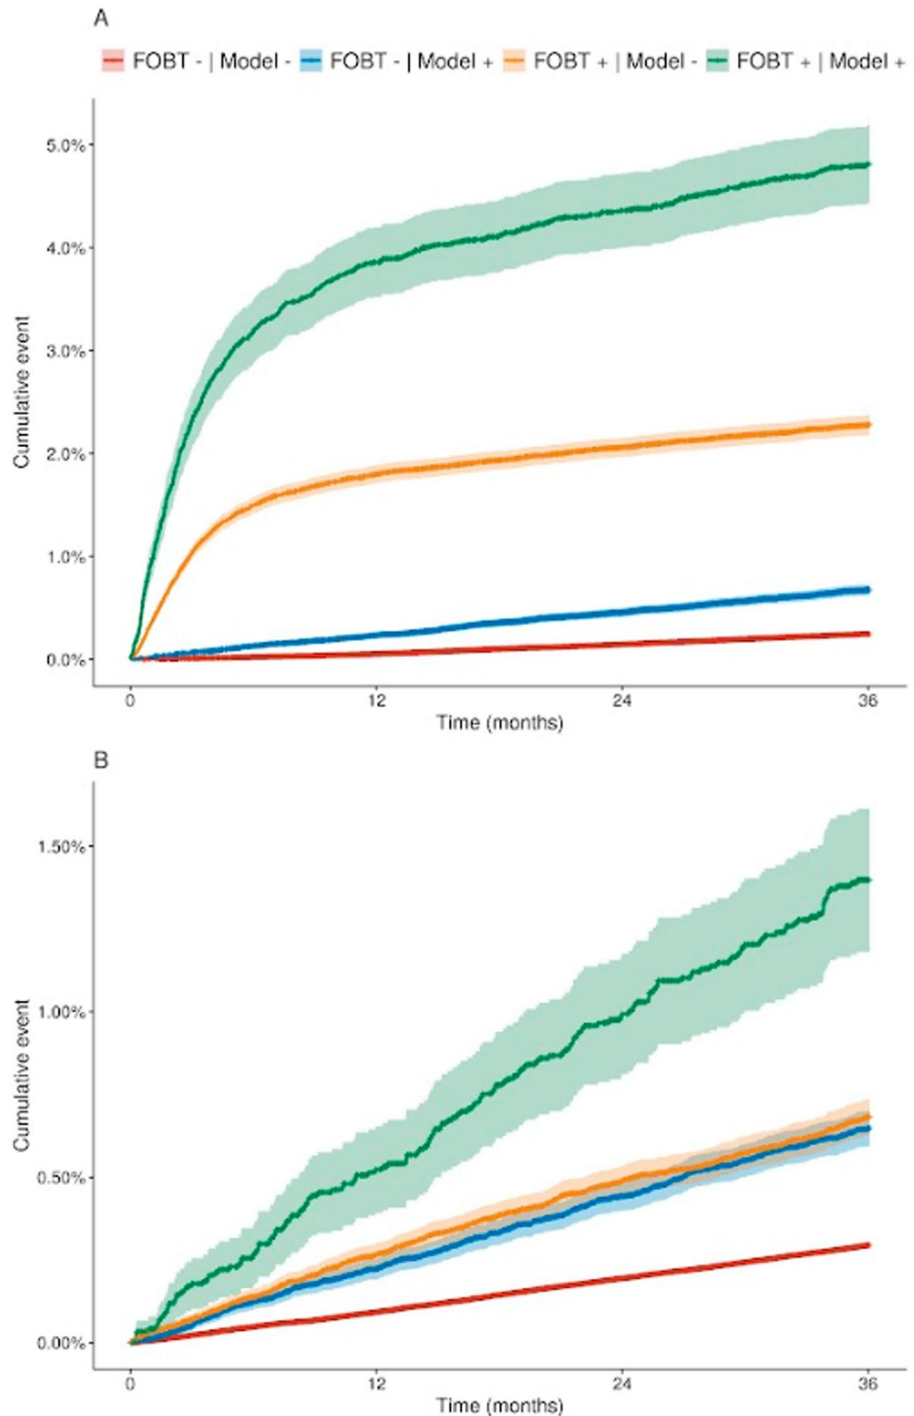 A
FOBT - | Model - FOBT - | Model + FOBT + | Model - FOBT + | Model +
5.0%
4.0%
3.0%
2.0%
1.0%
0.0%
Cumulative event
0 12 24 36
Time (months)
B
1.50%
1.00%
0.50%
0.00%
Cumulative event
0 12 24 36
Time (months)